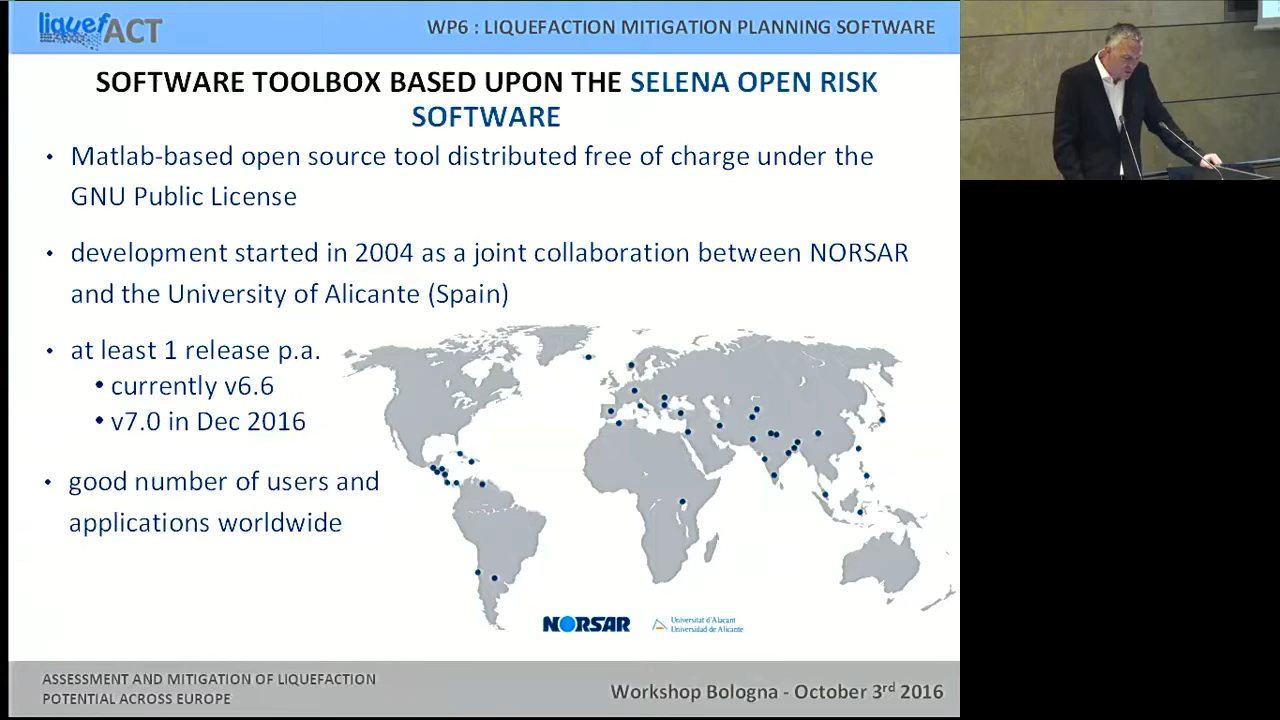 liquefACT
WP6 : LIQUEFACTION MITIGATION PLANNING SOFTWARE
SOFTWARE TOOLBOX BASED UPON THE SELENA OPEN RISK
SOFTWARE
• Matlab-based open source tool distributed free of charge under the
GNU Public License
• development started in 2004 as a joint collaboration between NORSAR
and the University of Alicante (Spain)
• at least 1 release p.a.
• currently v6.6
• v7.0 in Dec 2016
• good number of users and
applications worldwide
NORSAR
Universitat d'Alacant
Universidad de Alicante
ASSESSMENT AND MITIGATION OF LIQUEFACTION
POTENTIAL ACROSS EUROPE
Workshop Bologna - October 3rd 2016